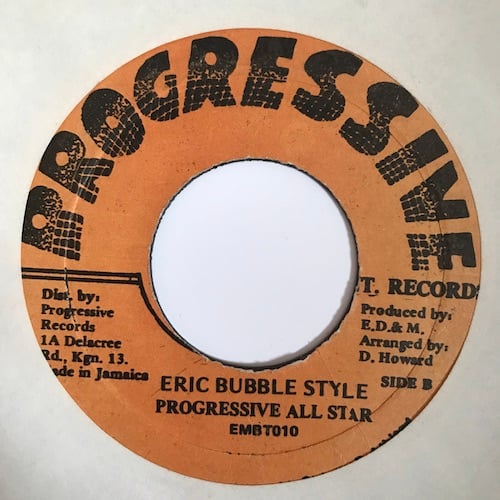 PROGRESSIVE
T. RECORD
Dist. by:
Progressive
Records
1A Delacree
Rd., Kgn. 13.
ade in Jamaica
Produced by:
E.D.& M.
Arranged by:
D. Howard
SIDE B
ERIC BUBBLE STYLE
PROGRESSIVE ALL STAR
EMBT010